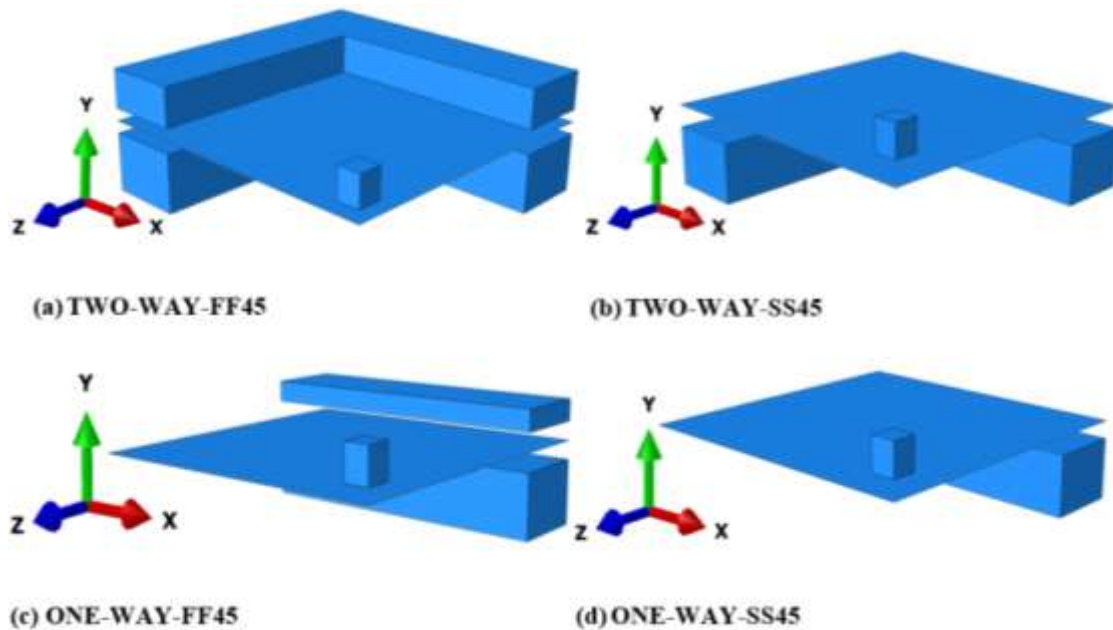 Y
Z
X
Y
Z
X
(a) TWO-WAY-FF45
(b) TWO-WAY-SS45
Y
Z
X
Y
Z
X
(c) ONE-WAY-FF45
(d) ONE-WAY-SS45